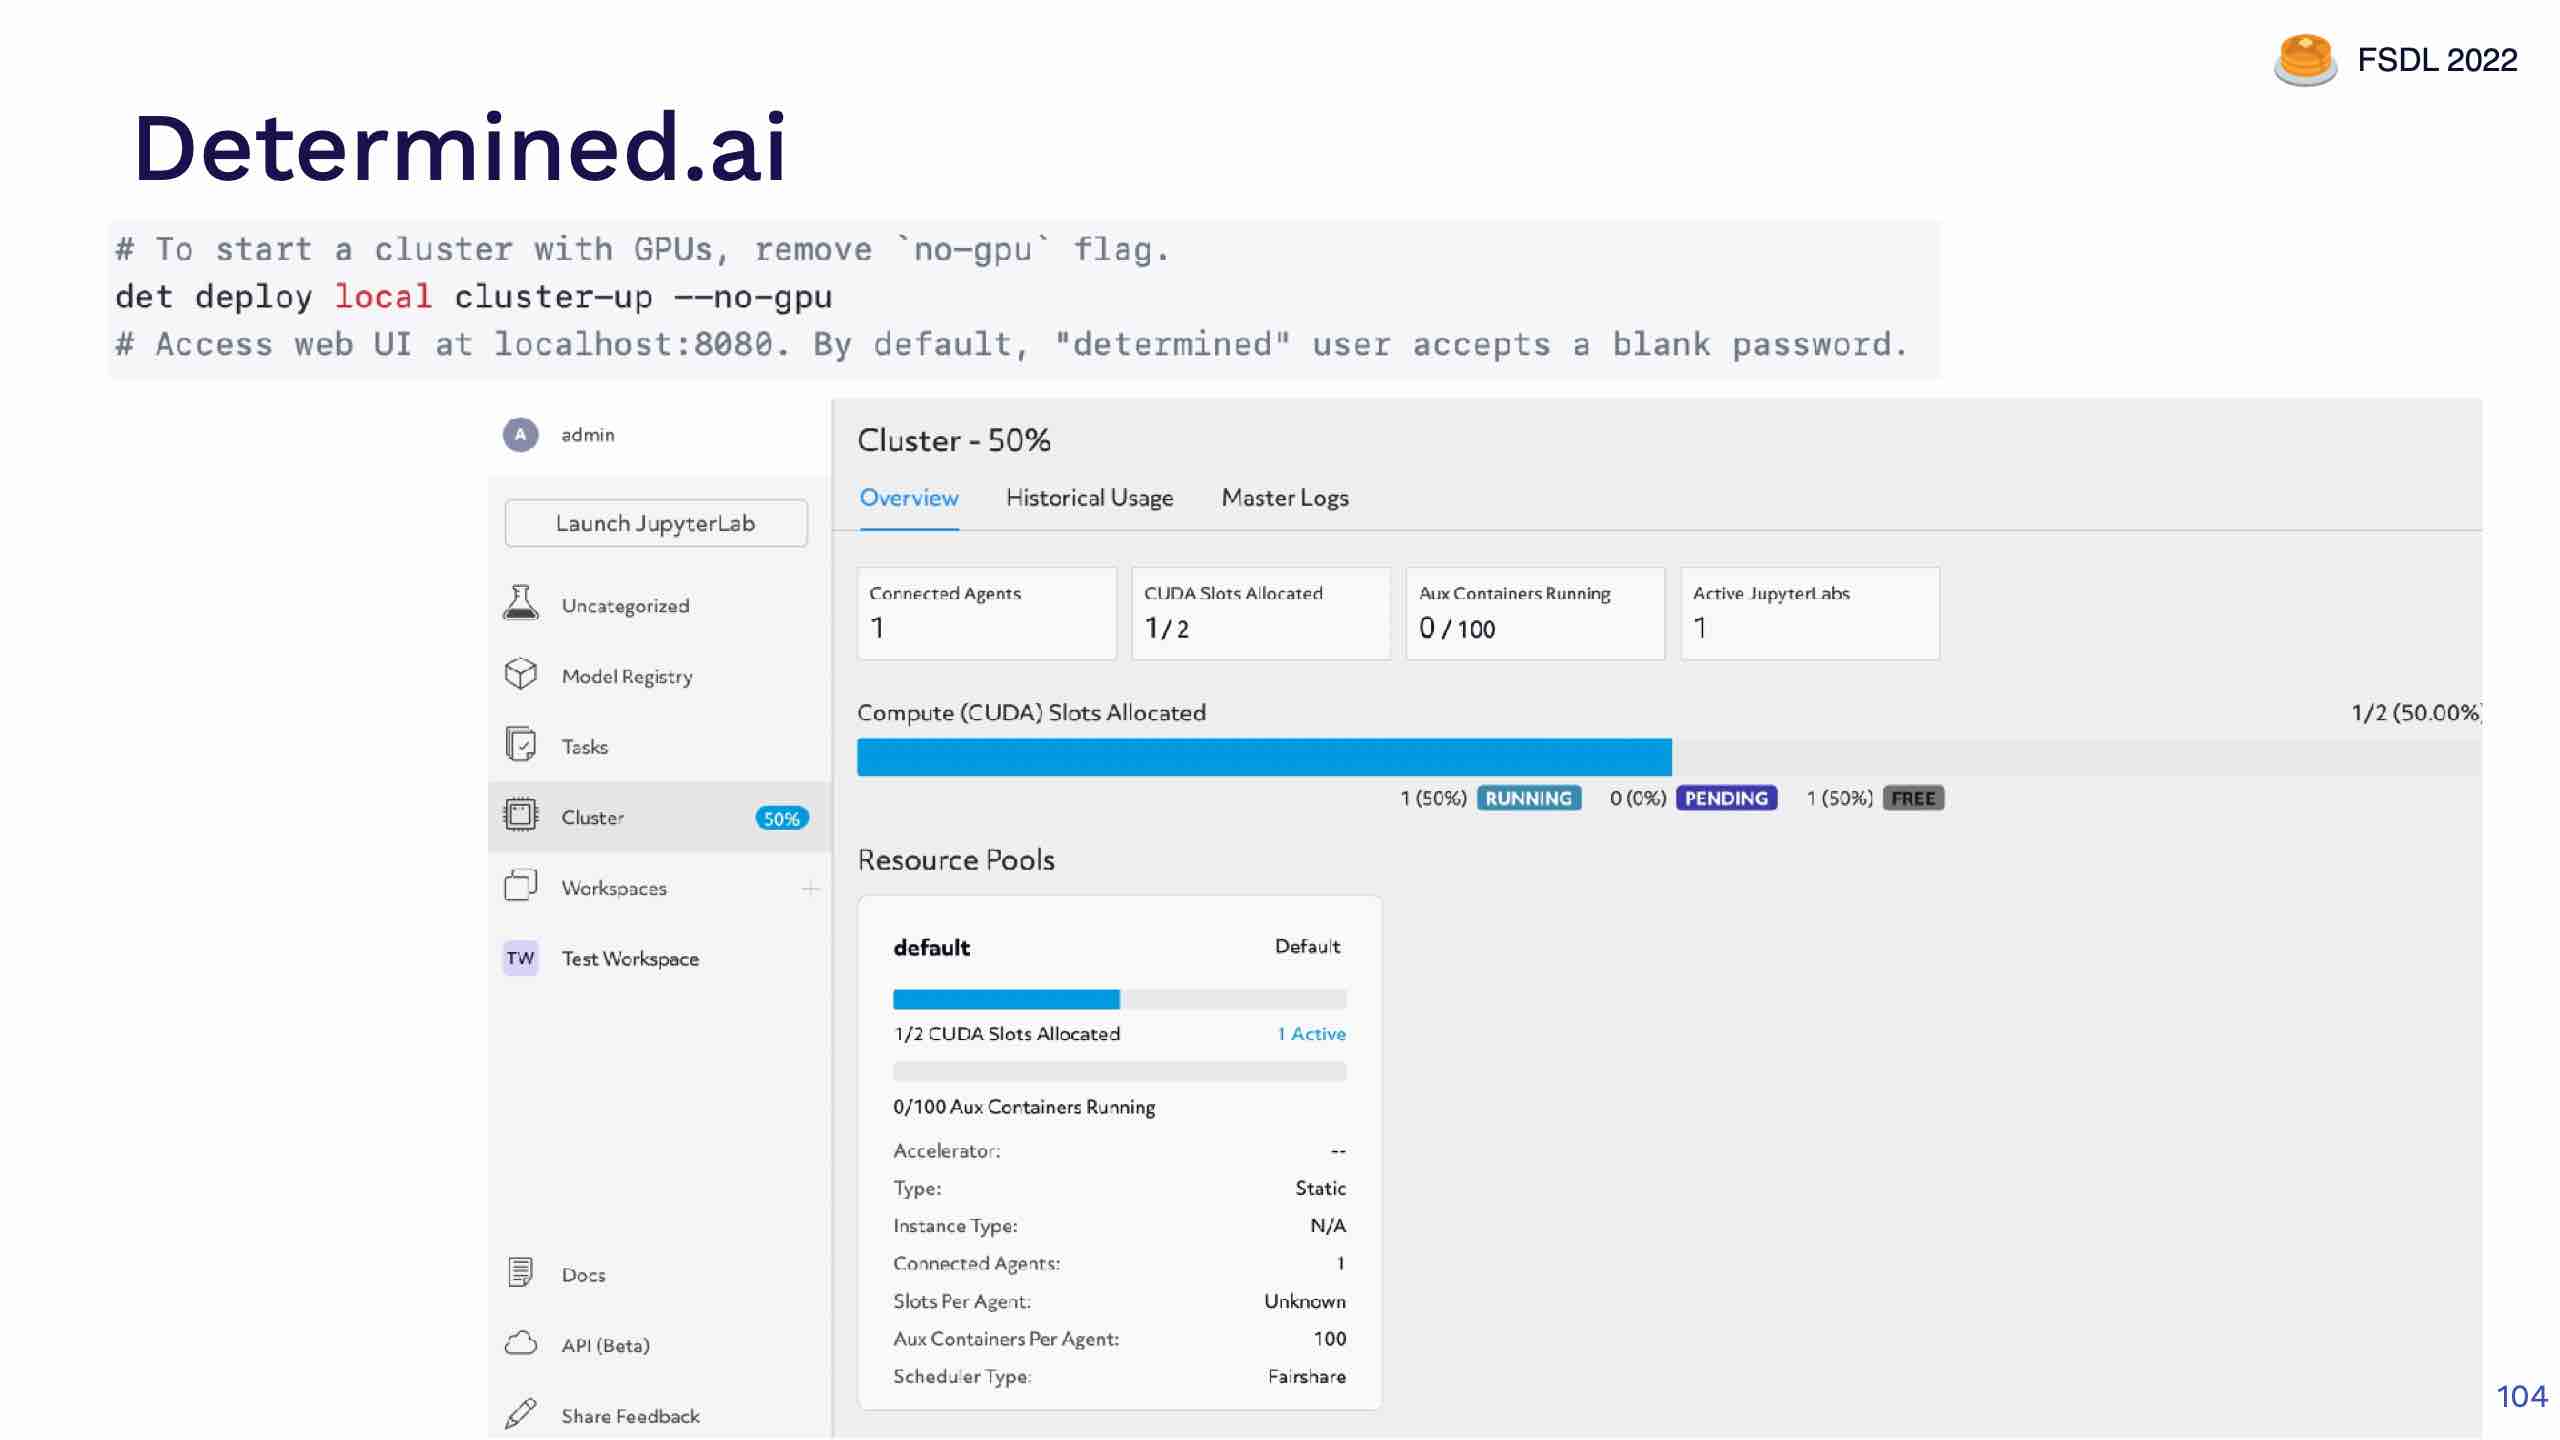 FSDL 2022
Determined.ai
# To start a cluster with GPUs, remove `no-gpu` flag.
det deploy local cluster-up --no-gpu
# Access web UI at localhost:8080. By default, "determined" user accepts a blank password.
A admin
Launch JupyterLab
Uncategorized
Model Registry
Tasks
Cluster 50%
Workspaces +
TW Test Workspace
Docs
API (Beta)
Share Feedback
Cluster - 50%
Overview Historical Usage Master Logs
Connected Agents
1
CUDA Slots Allocated
1 / 2
Aux Containers Running
0 / 100
Active JupyterLabs
1
Compute (CUDA) Slots Allocated 1/2 (50.00%)
1 (50%) RUNNING 0 (0%) PENDING 1 (50%) FREE
Resource Pools
default Default
1/2 CUDA Slots Allocated 1 Active
0/100 Aux Containers Running
Accelerator: --
Type: Static
Instance Type: N/A
Connected Agents: 1
Slots Per Agent: Unknown
Aux Containers Per Agent: 100
Scheduler Type: Fairshare
104